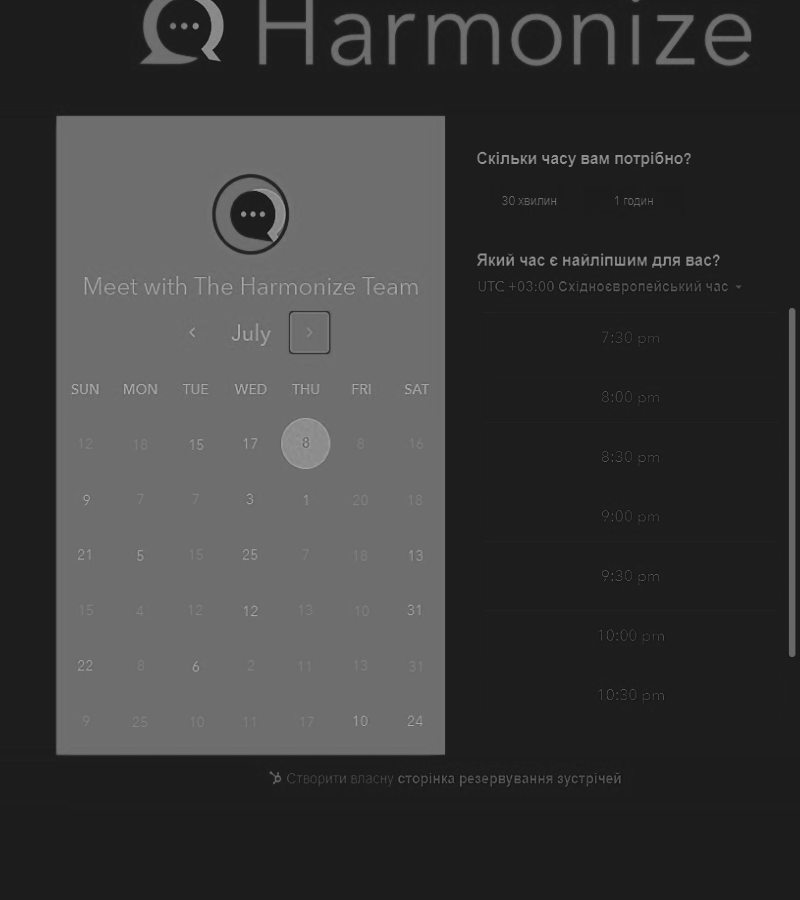 Harmonize
Meet with The Harmonize Team
July
SUN MON TUE WED THU FRI SAT
12 18 15 17 8 8 16
9 7 7 3 1 20 18
21 5 15 25 7 18 13
15 4 12 12 13 10 31
22 8 6 2 11 13 31
9 25 10 11 17 10 24
Скільки часу вам потрібно?
30 хвилин 1 годин
Який час є найліпшим для вас?
UTC +03:00 Східноєвропейський час
7:30 pm
8:00 pm
8:30 pm
9:00 pm
9:30 pm
10:00 pm
10:30 pm
Створити власну сторінка резервування зустрічей